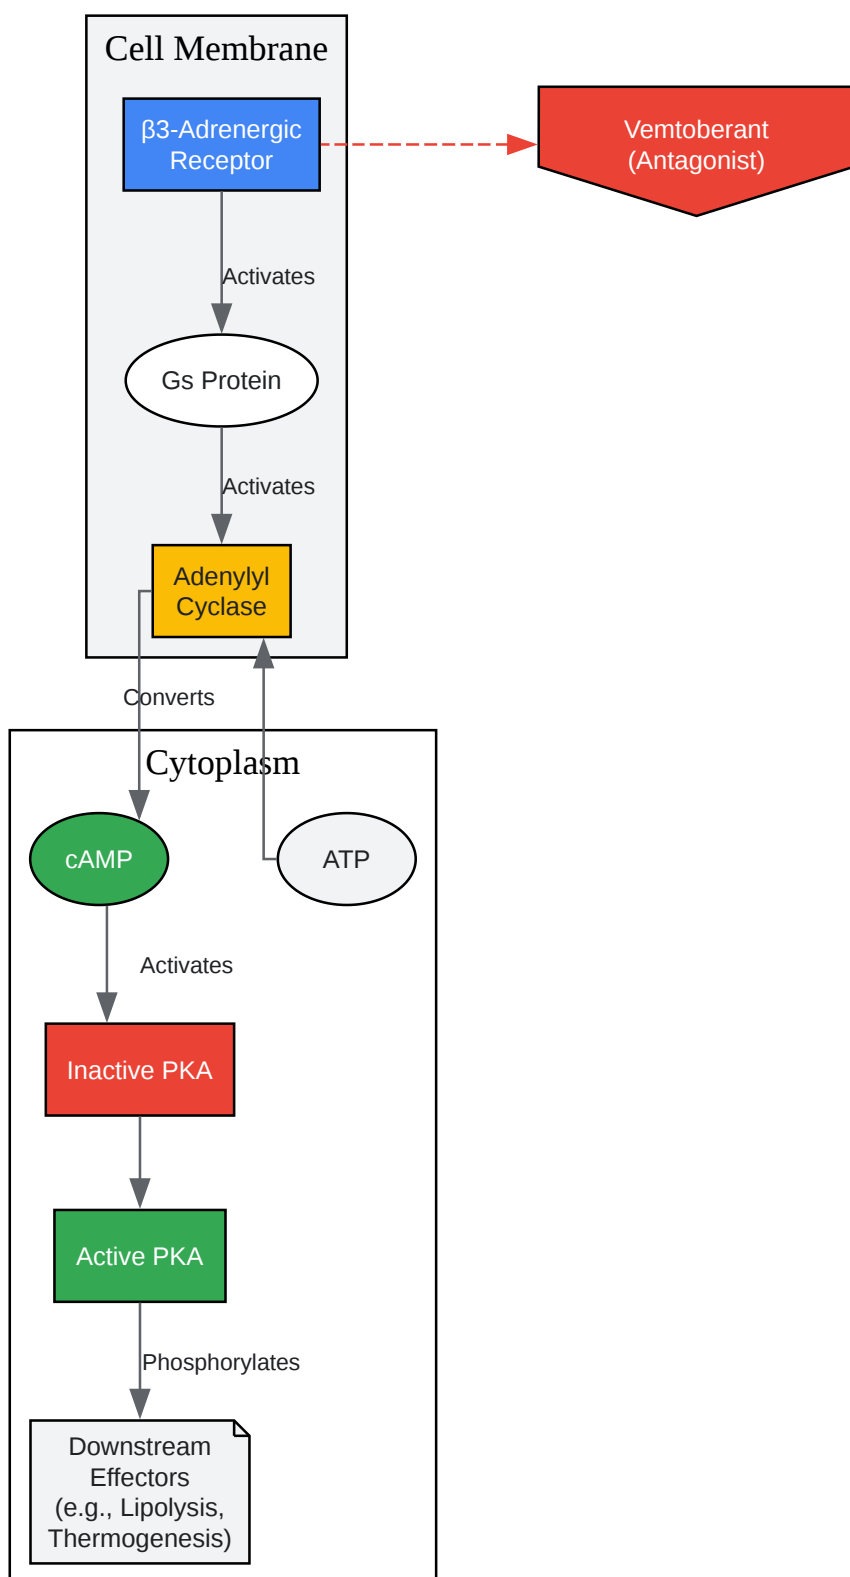 Cell Membrane
β3-Adrenergic
Receptor
Vemtoberant
(Antagonist)
Activates
Gs Protein
Activates
Adenylyl
Cyclase
Converts
Cytoplasm
cAMP
ATP
Activates
Inactive PKA
Active PKA
Phosphorylates
Downstream
Effectors
(e.g., Lipolysis,
Thermogenesis)